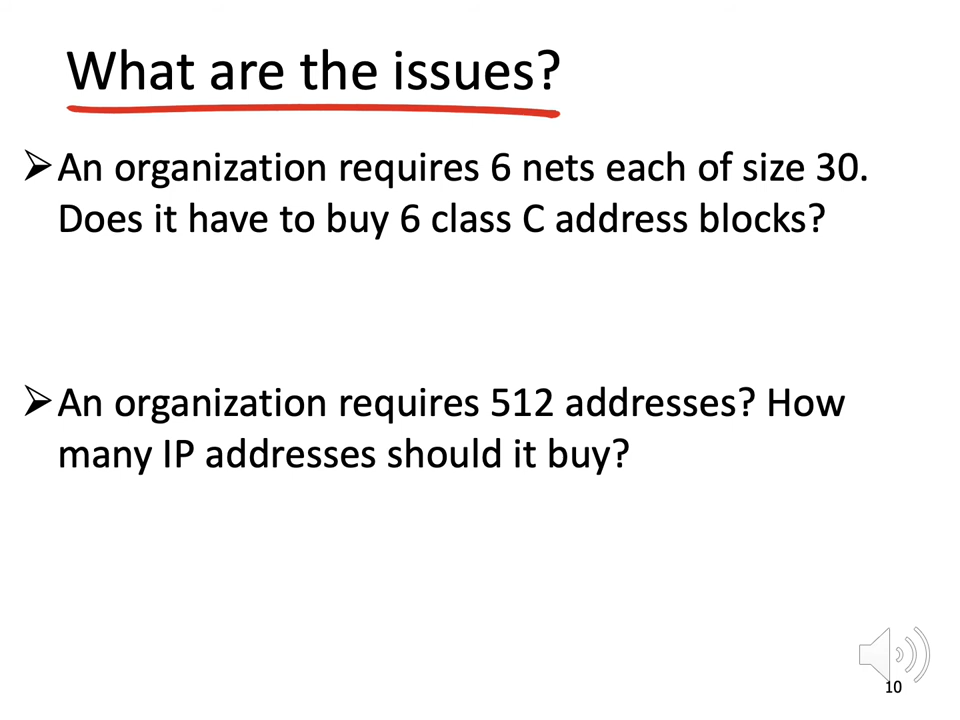 What are the issues?
➢An organization requires 6 nets each of size 30.
Does it have to buy 6 class C address blocks?
➢An organization requires 512 addresses? How
many IP addresses should it buy?
10